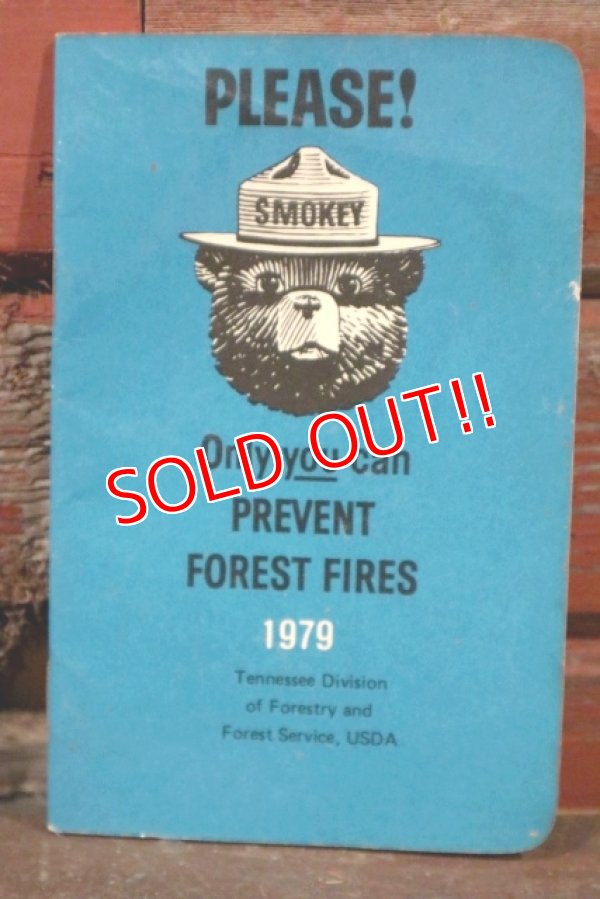 PLEASE!
SMOKEY
SOLD OUT!!
Only you can
PREVENT
FOREST FIRES
1979
Tennessee Division
of Forestry and
Forest Service, USDA